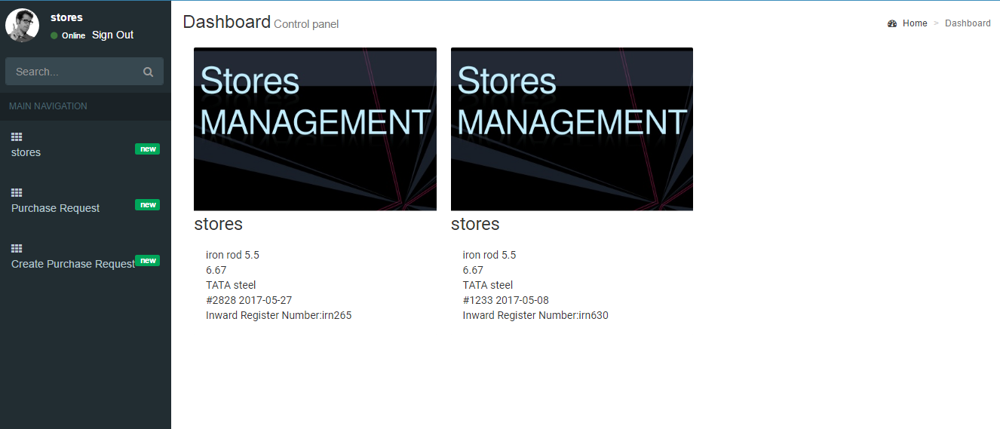 stores
Online Sign Out
Search...
MAIN NAVIGATION
stores new
Purchase Request new
Create Purchase Request new
Dashboard Control panel
Home > Dashboard
Stores
MANAGEMENT
stores
iron rod 5.5
6.67
TATA steel
#2828 2017-05-27
Inward Register Number:irn265
Stores
MANAGEMENT
stores
iron rod 5.5
6.67
TATA steel
#1233 2017-05-08
Inward Register Number:irn630